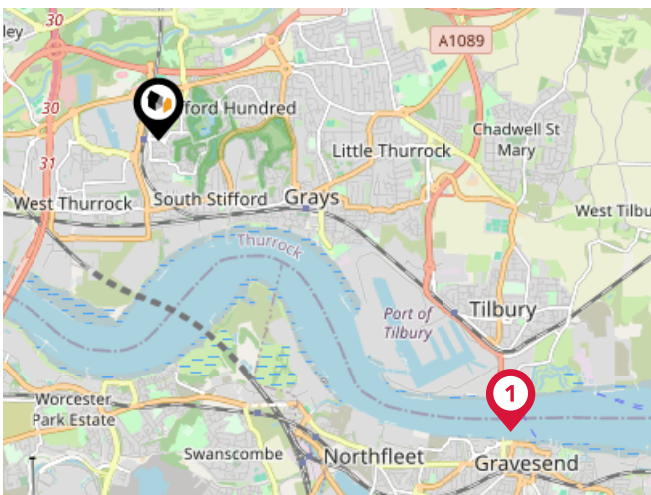 ley
30
A1089
30
fford Hundred
Chadwell St
Mary
31
Little Thurrock
West Thurrock
South Stifford
Grays
West Tilbu
Thurrock
Port of
Tilbury
Tilbury
1
Worcester
Park Estate
Swanscombe
Northfleet
Gravesend